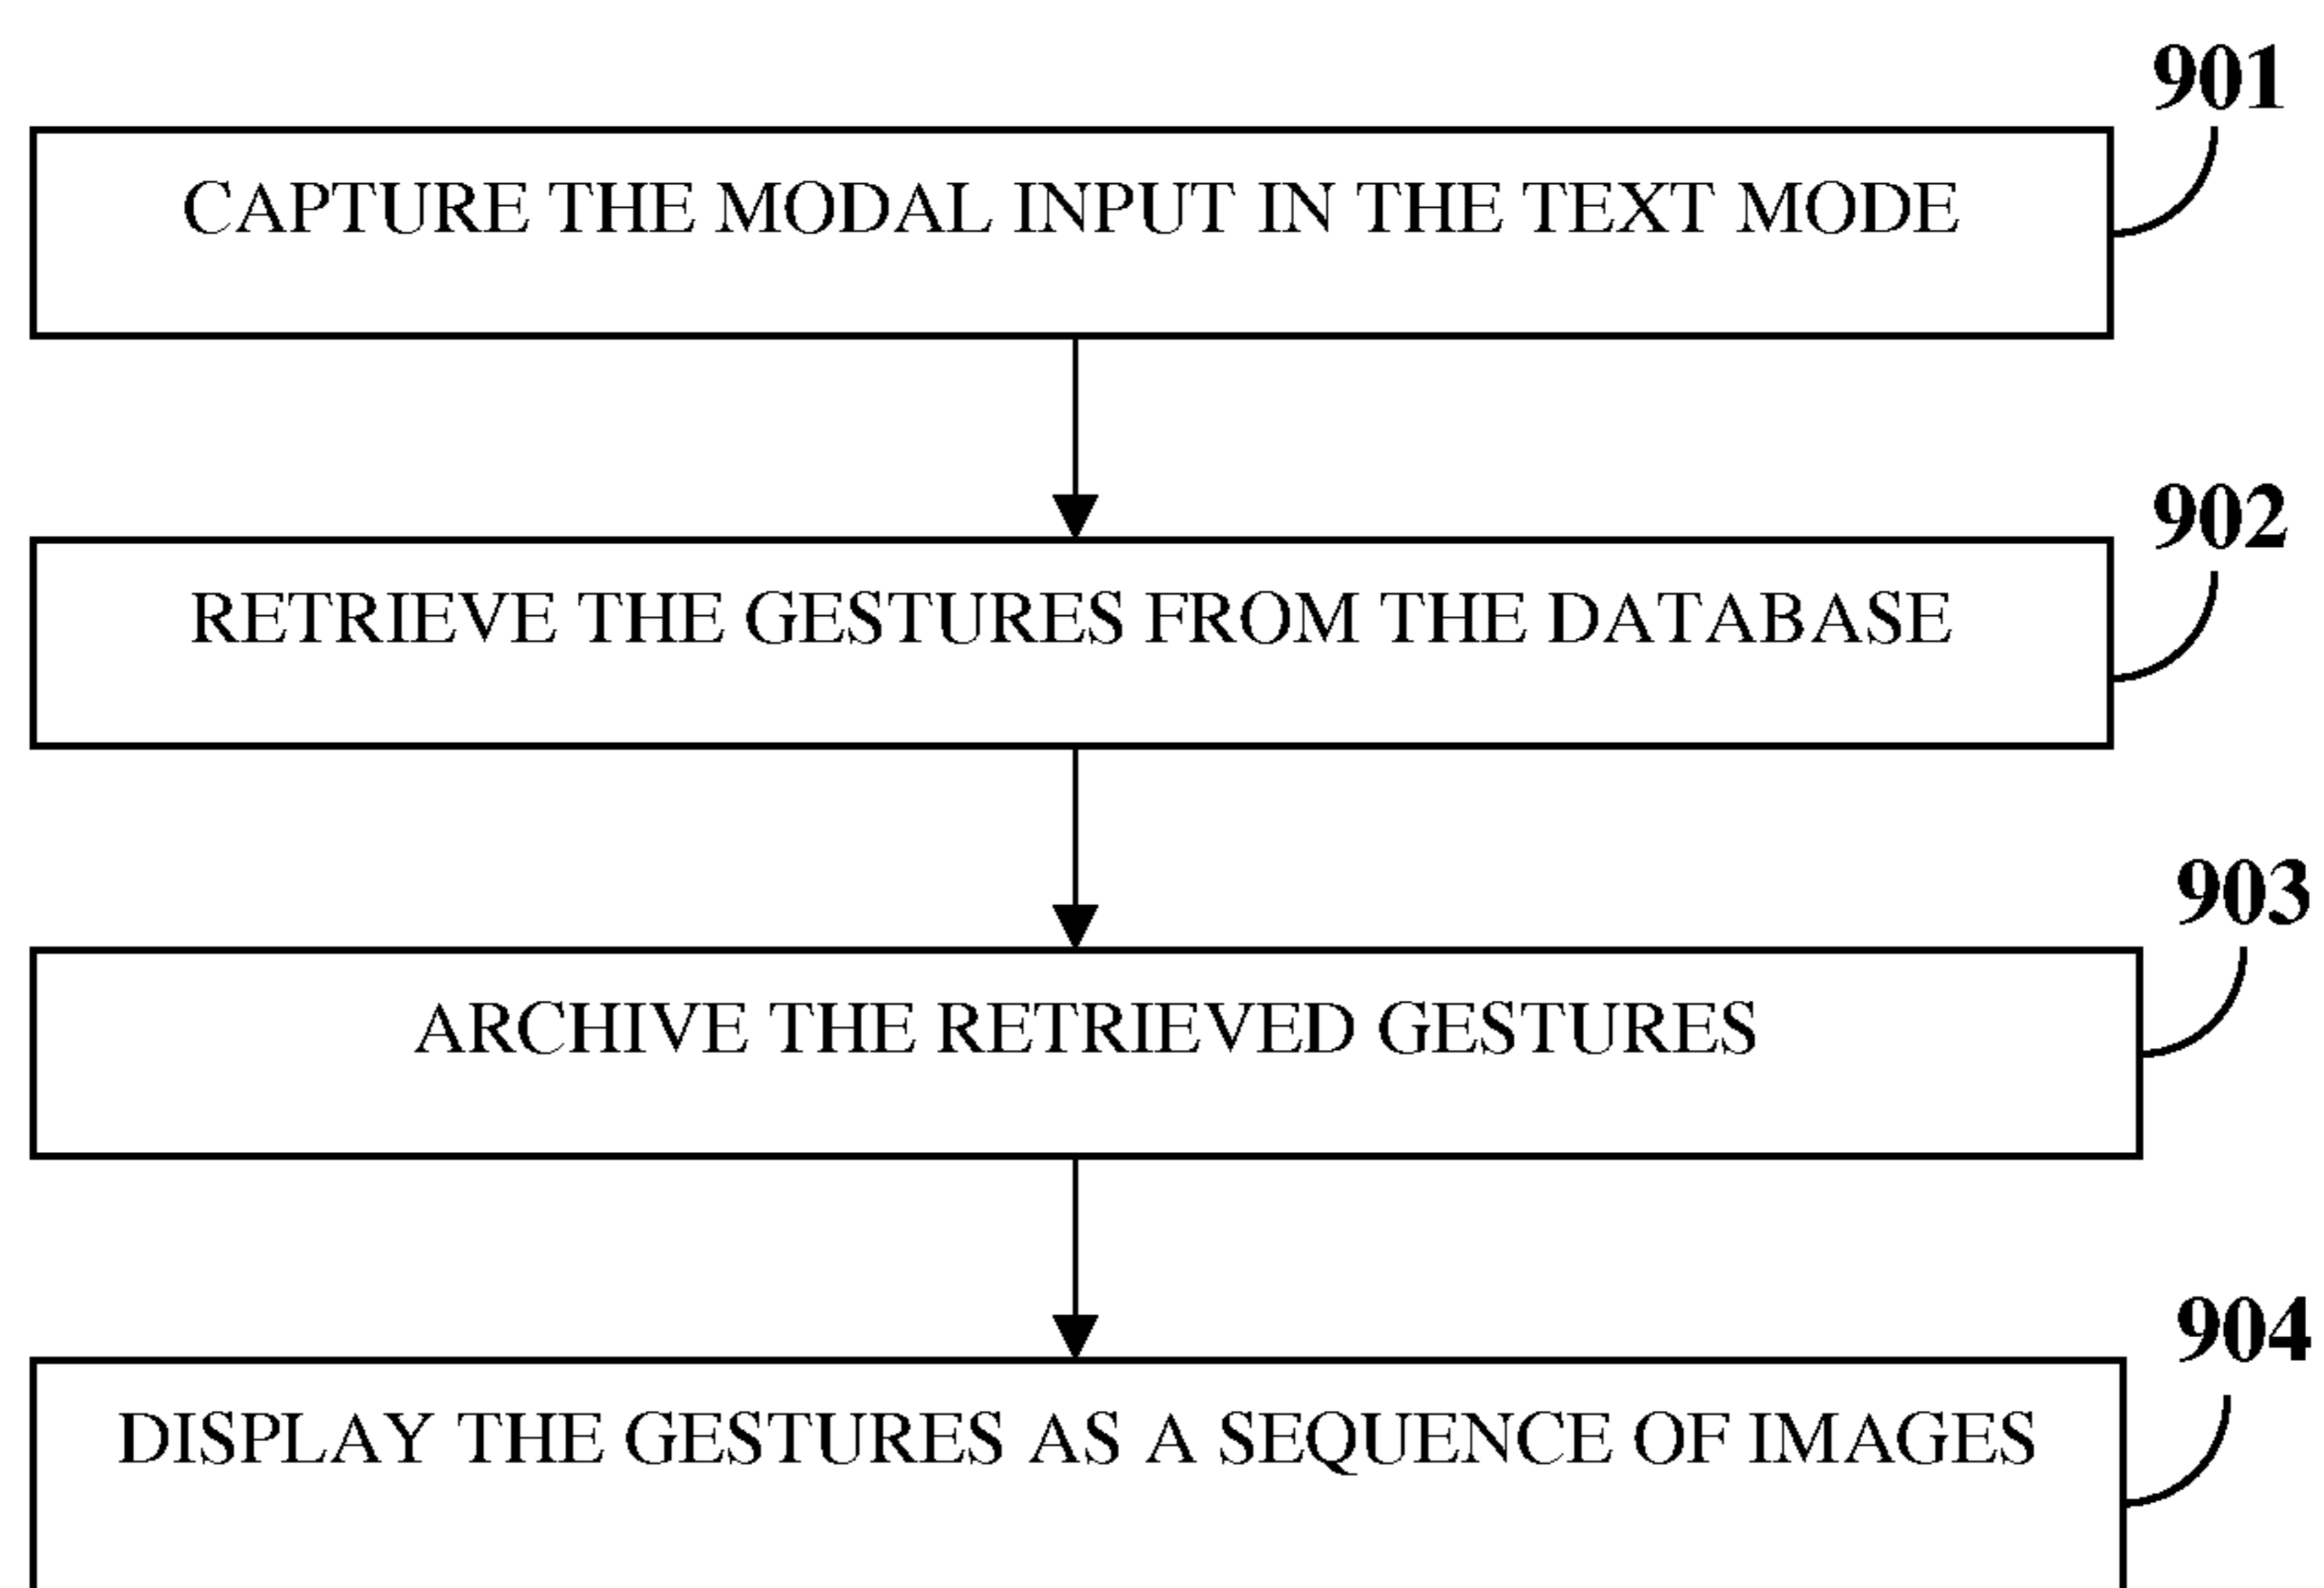 901
CAPTURE THE MODAL INPUT IN THE TEXT MODE
902
RETRIEVE THE GESTURES FROM THE DATABASE
903
ARCHIVE THE RETRIEVED GESTURES
904
DISPLAY THE GESTURES AS A SEQUENCE OF IMAGES